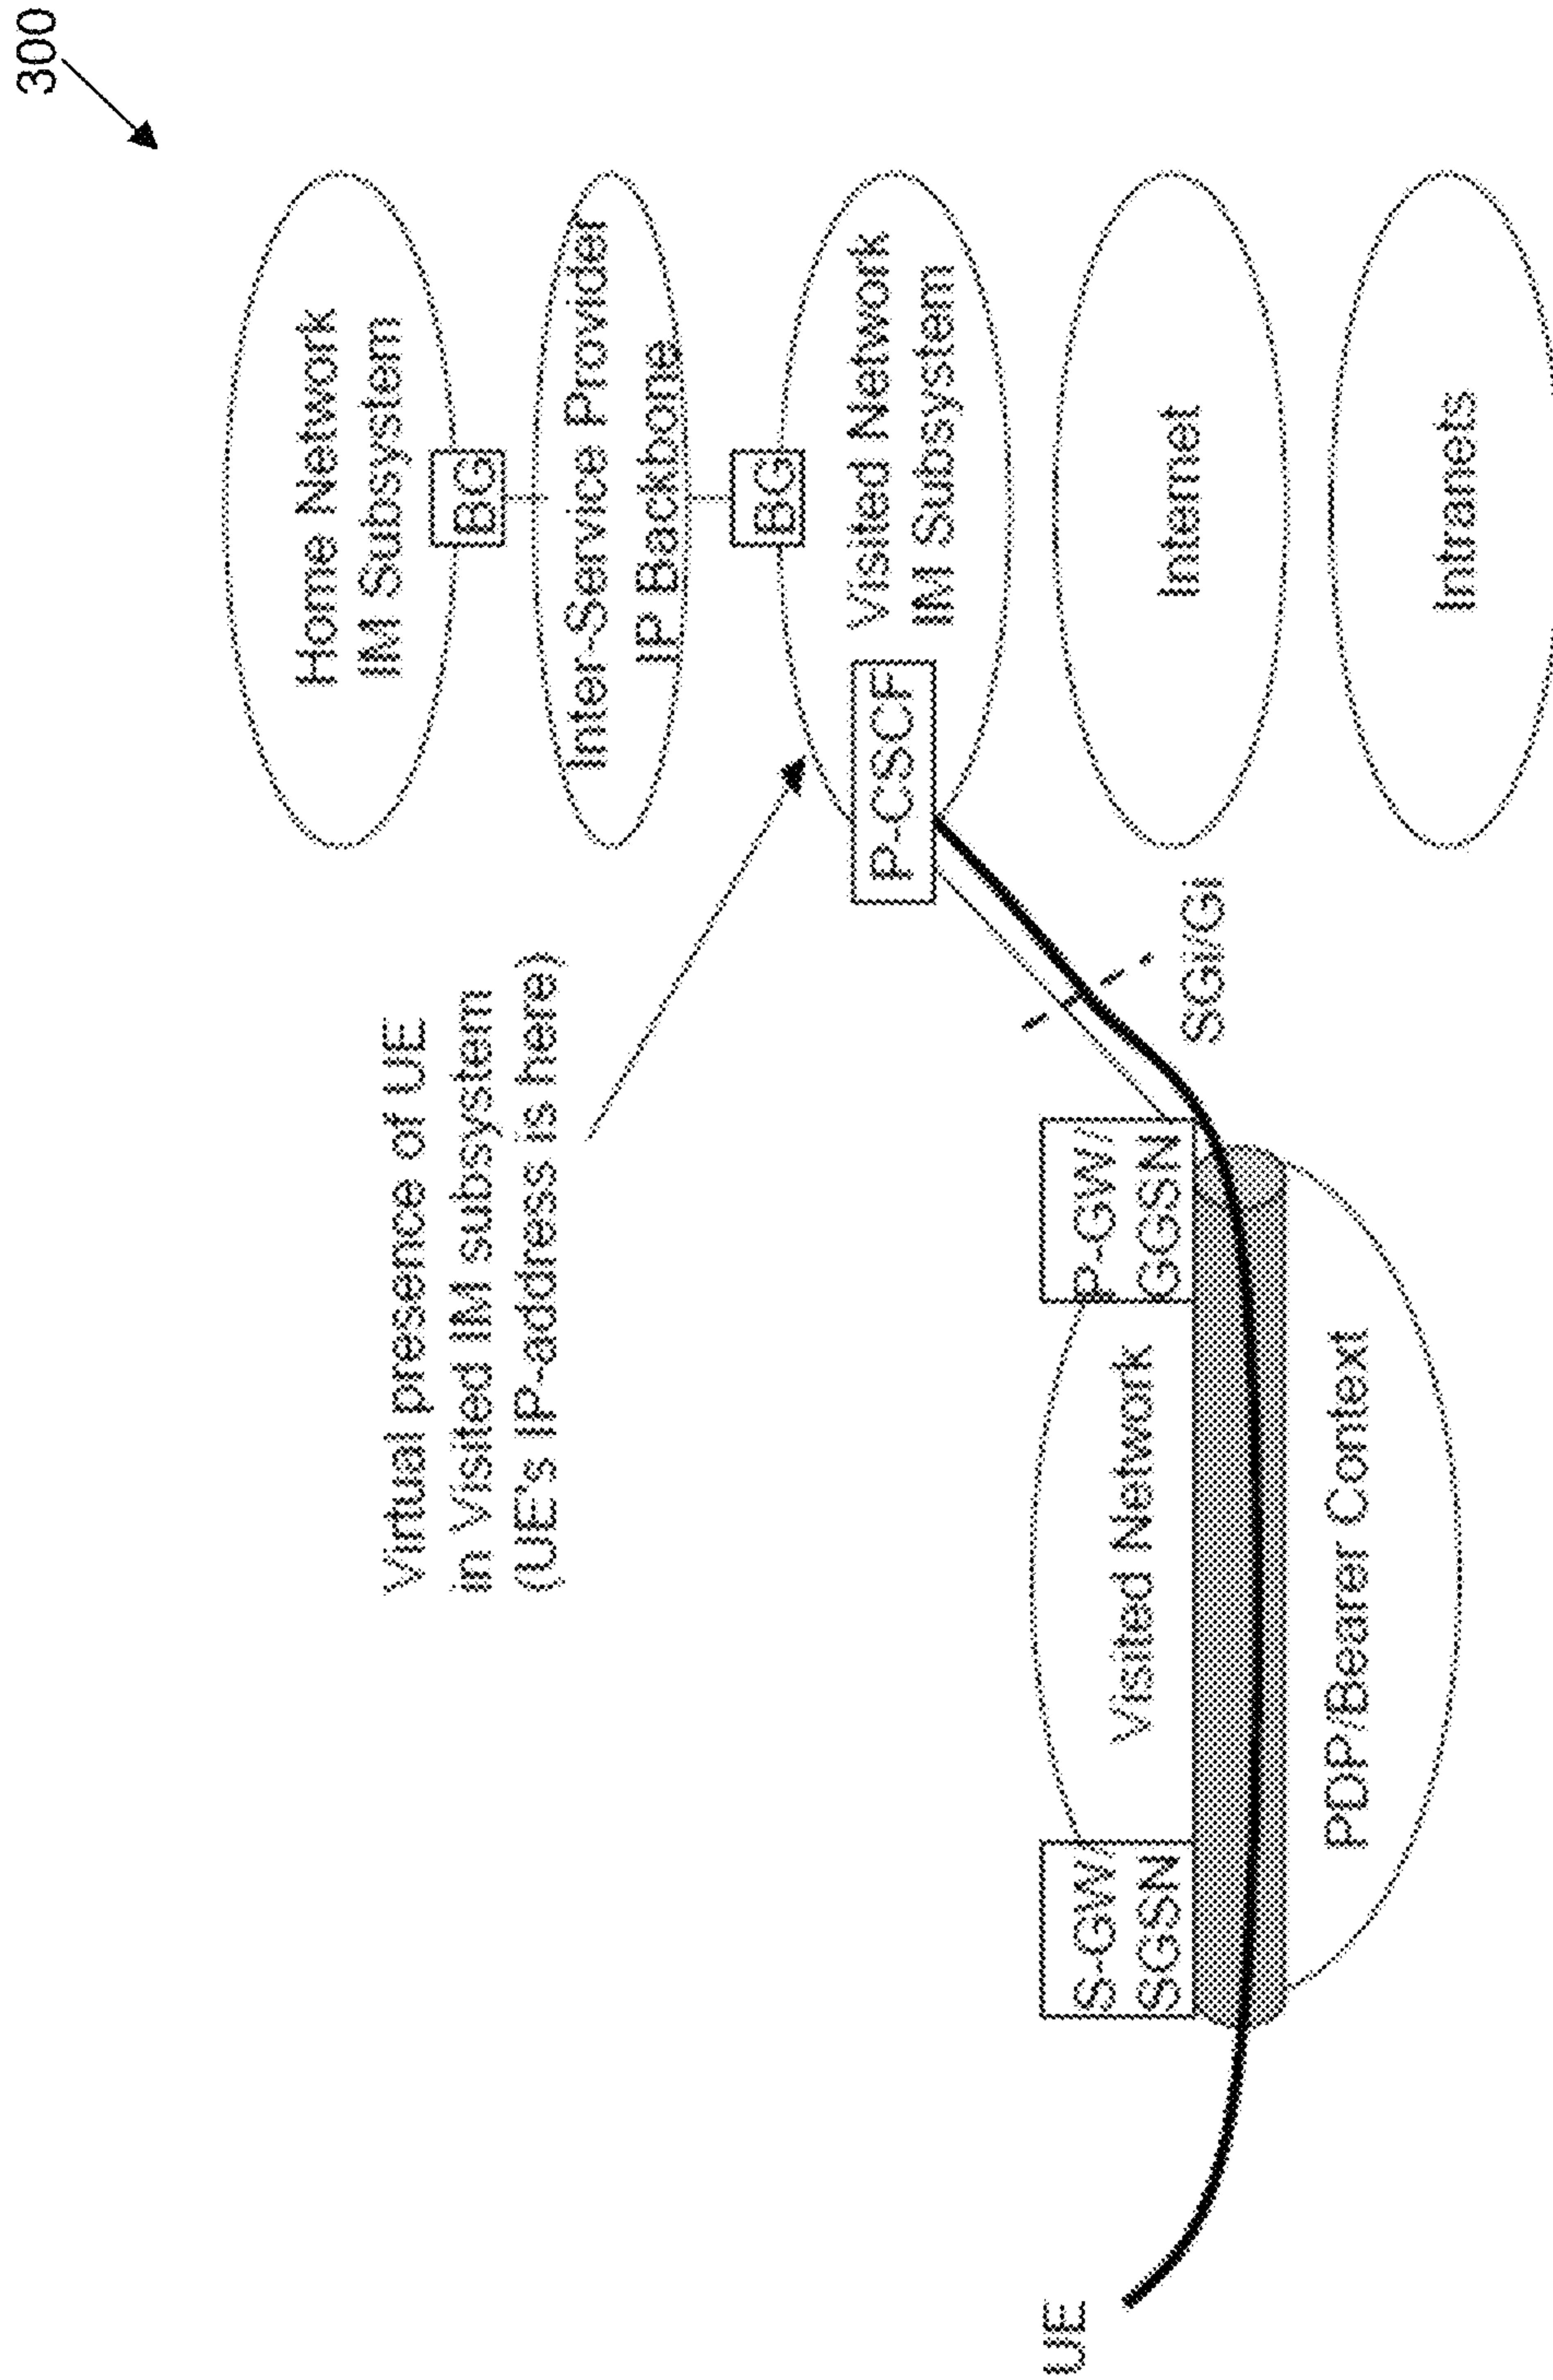 300
Home Network
IM Subsystem
BG
Inter-Service Provider
IP Backbone
BG
Virtual presence of UE
in Visited IM subsystem
(UE's IP-address is here)
Visited Network
IM Subsystem
P-CSCF
Internet
Intranets
SGi/Gi
UE
S-GW/
SGSN
Visited Network
P-GW/
GGSN
PDP/Bearer Context